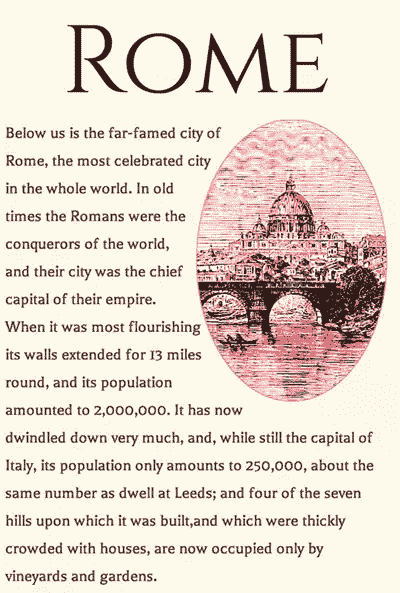 ROME
Below us is the far-famed city of
Rome, the most celebrated city
in the whole world. In old
times the Romans were the
conquerors of the world,
and their city was the chief
capital of their empire.
When it was most flourishing
its walls extended for 13 miles
round, and its population
amounted to 2,000,000. It has now
dwindled down very much, and, while still the capital of
Italy, its population only amounts to 250,000, about the
same number as dwell at Leeds; and four of the seven
hills upon which it was built,and which were thickly
crowded with houses, are now occupied only by
vineyards and gardens.